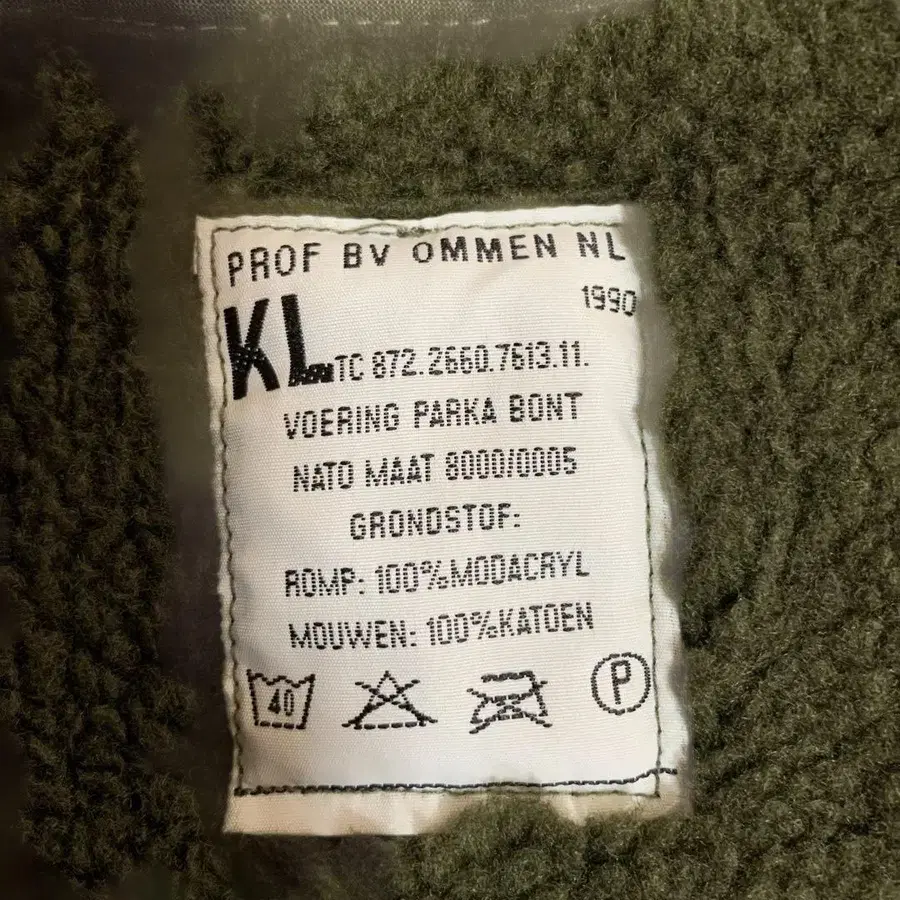 PROF BV OMMEN NL
1990
KL NTC 872.2660.7613.11.
VOERING PARKA BONT
NATO MAAT 8000/0005
GRONDSTOF:
ROMP: 100%MODACRYL
MOUWEN: 100%KATOEN
40 P